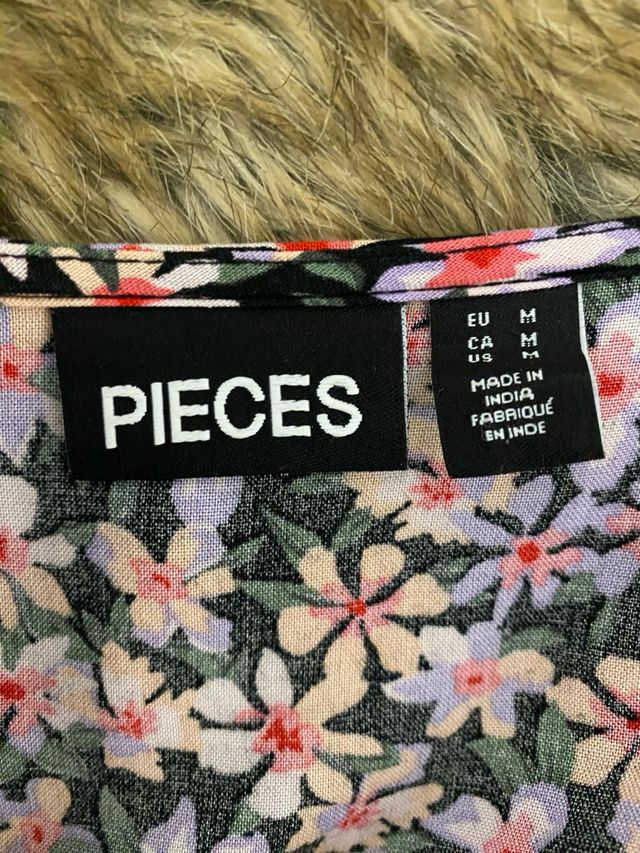 PIECES
EU M
CA M
US M
MADE IN
INDIA
FABRIQUÉ
EN INDE